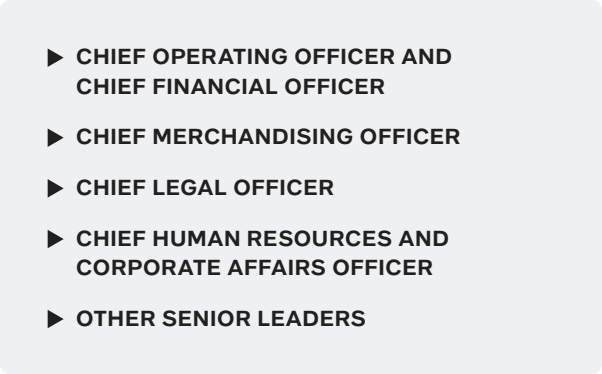 ▶ CHIEF OPERATING OFFICER AND
CHIEF FINANCIAL OFFICER
▶ CHIEF MERCHANDISING OFFICER
▶ CHIEF LEGAL OFFICER
▶ CHIEF HUMAN RESOURCES AND
CORPORATE AFFAIRS OFFICER
▶ OTHER SENIOR LEADERS